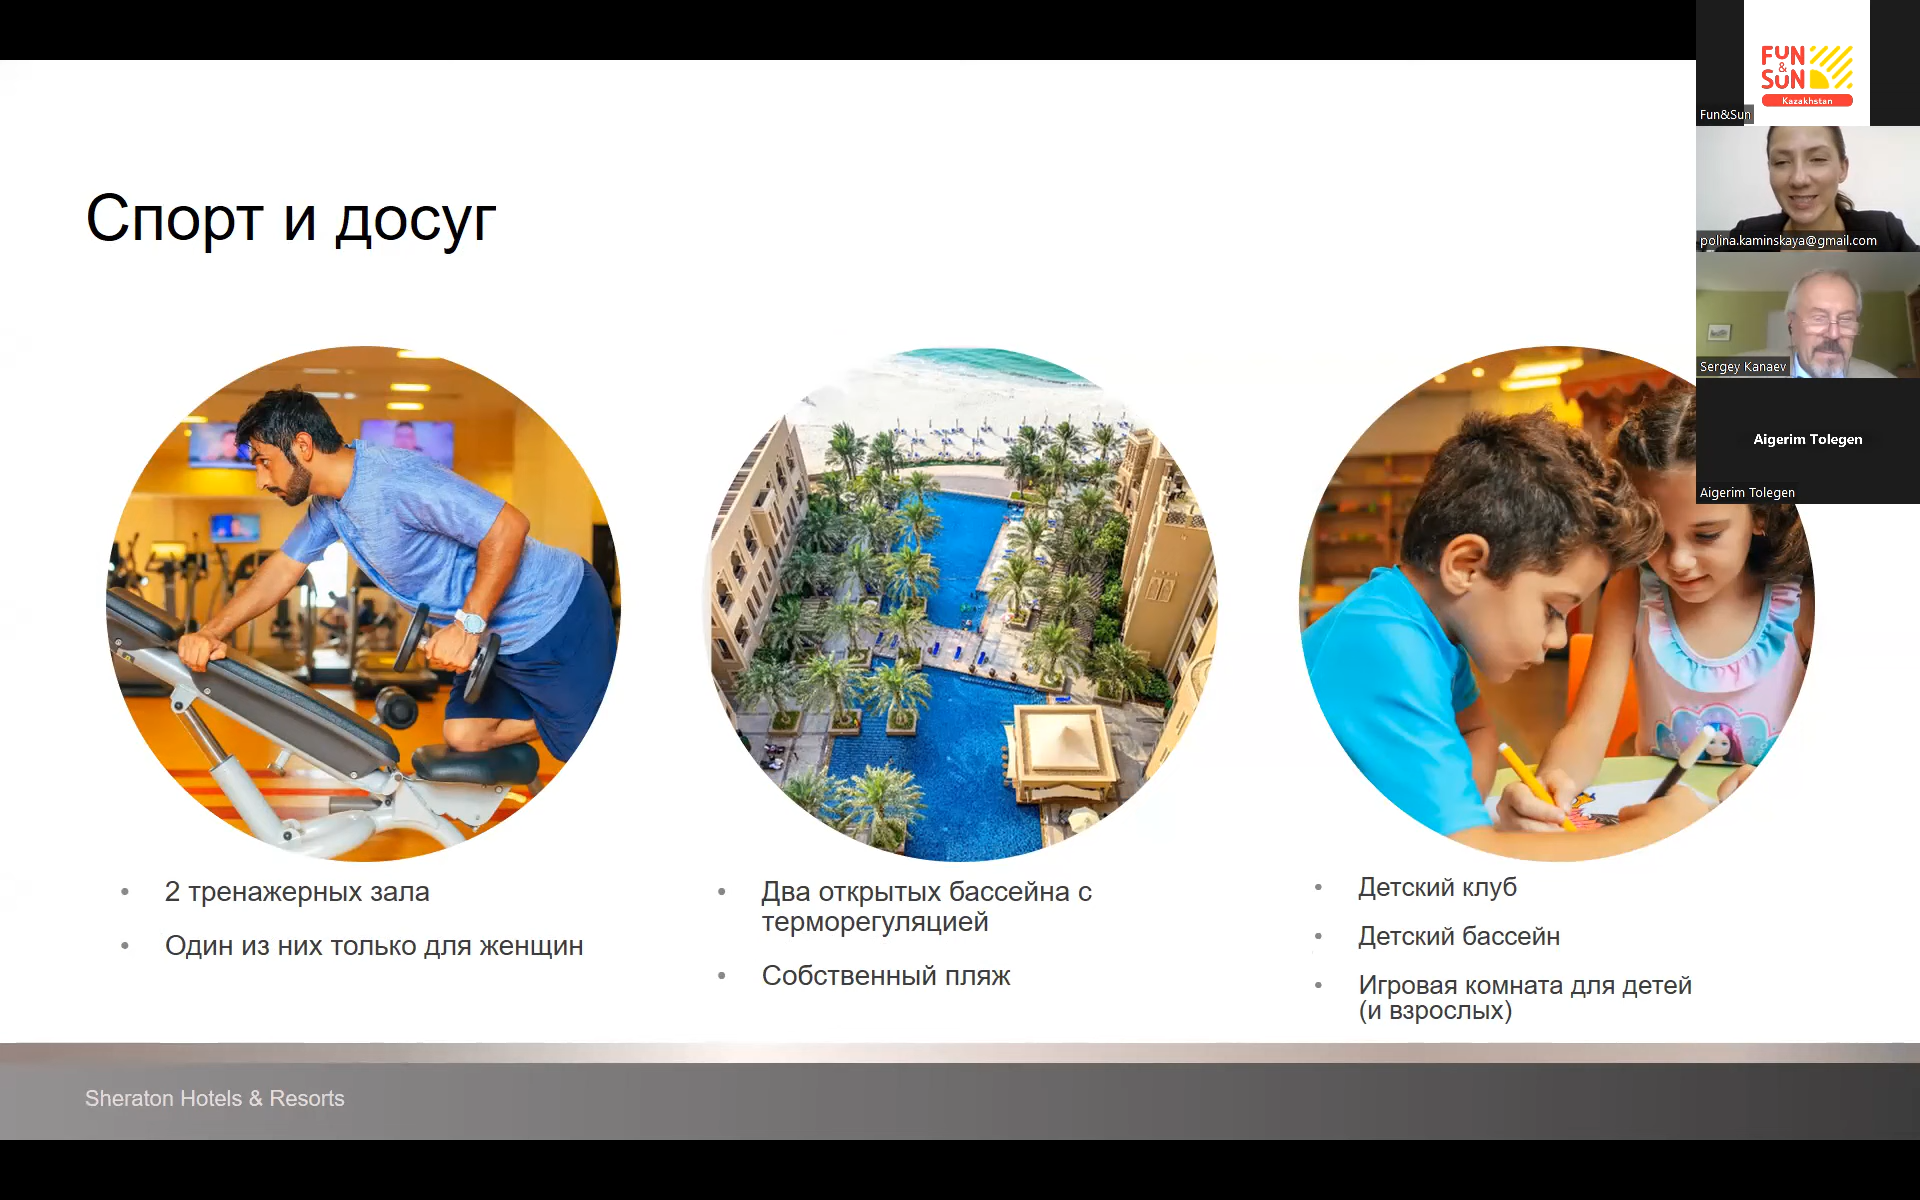 FUN
&
SUN
Kazakhstan
Fun&Sun
polina.kaminskaya@gmail.com
Sergey Kanaev
Aigerim Tolegen
Aigerim Tolegen
Спорт и досуг
• 2 тренажерных зала
• Один из них только для женщин
• Два открытых бассейна с
терморегуляцией
• Собственный пляж
• Детский клуб
• Детский бассейн
• Игровая комната для детей
(и взрослых)
Sheraton Hotels & Resorts